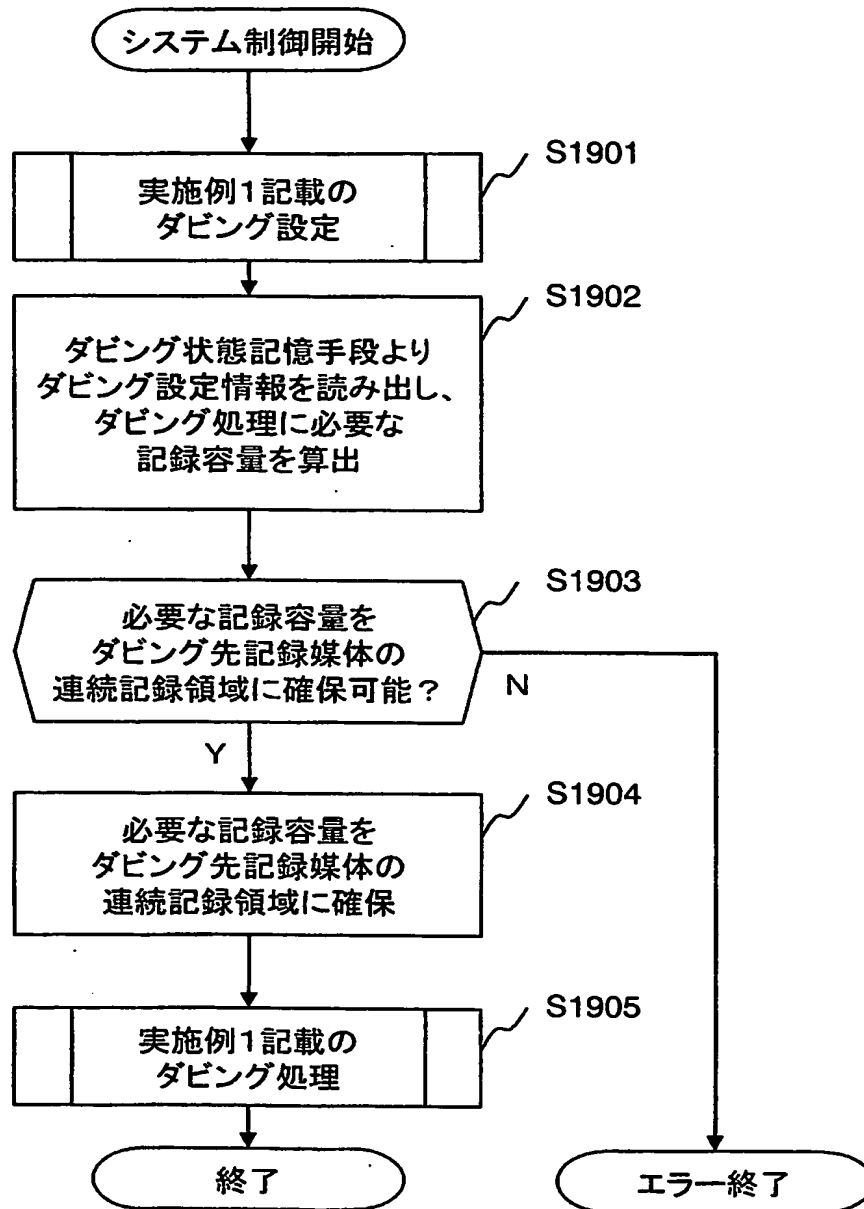 システム制御開始
S1901
実施例1記載の
ダビング設定
S1902
ダビング状態記憶手段より
ダビング設定情報を読み出し、
ダビング処理に必要な
記録容量を算出
S1903
必要な記録容量を
ダビング先記録媒体の
連続記録領域に確保可能？
N
Y
S1904
必要な記録容量を
ダビング先記録媒体の
連続記録領域に確保
S1905
実施例1記載の
ダビング処理
終了
エラー終了